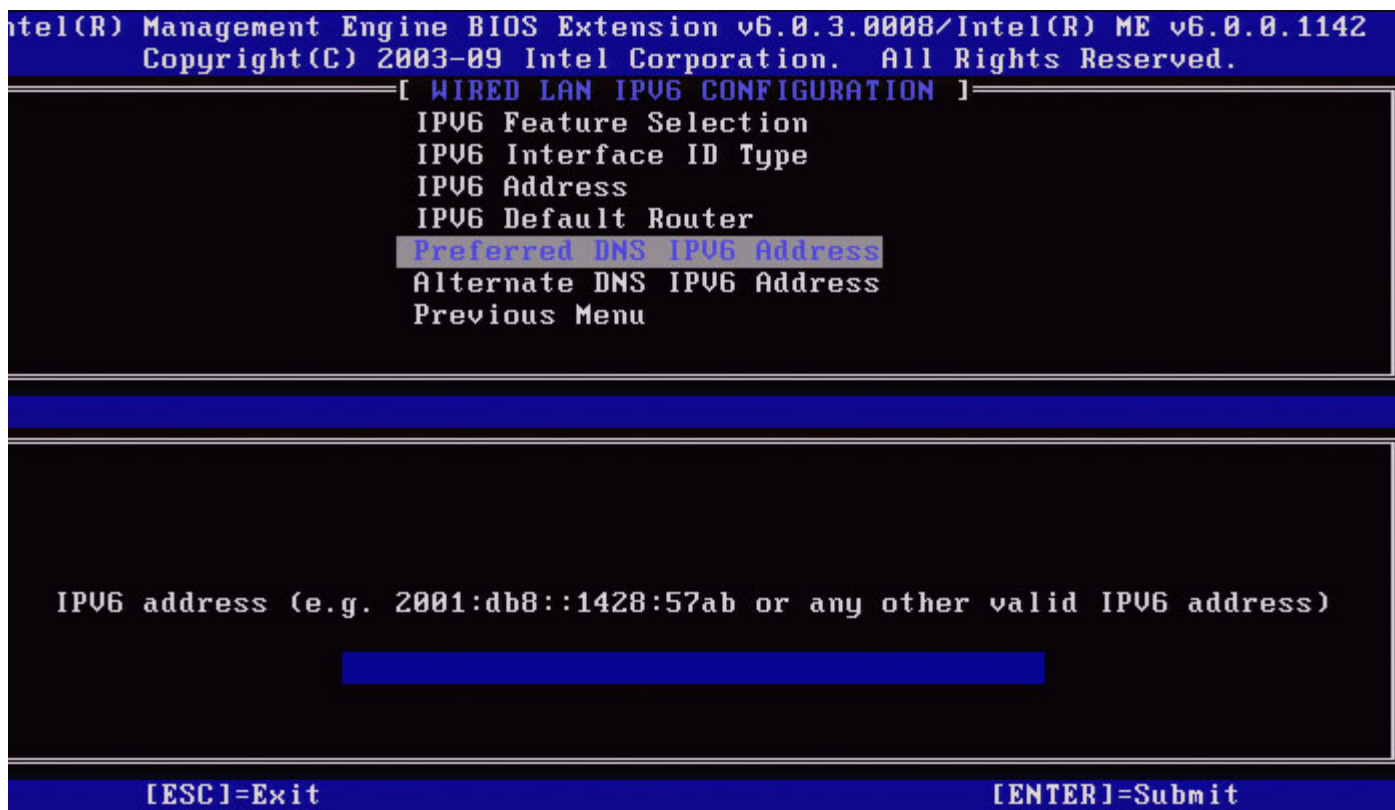 ntel(R) Management Engine BIOS Extension v6.0.3.0008/Intel(R) ME v6.0.0.1142
Copyright(C) 2003-09 Intel Corporation.  All Rights Reserved.
[ WIRED LAN IPV6 CONFIGURATION ]
IPV6 Feature Selection
IPV6 Interface ID Type
IPV6 Address
IPV6 Default Router
Preferred DNS IPV6 Address
Alternate DNS IPV6 Address
Previous Menu
IPV6 address (e.g. 2001:db8::1428:57ab or any other valid IPV6 address)
[ESC]=Exit [ENTER]=Submit